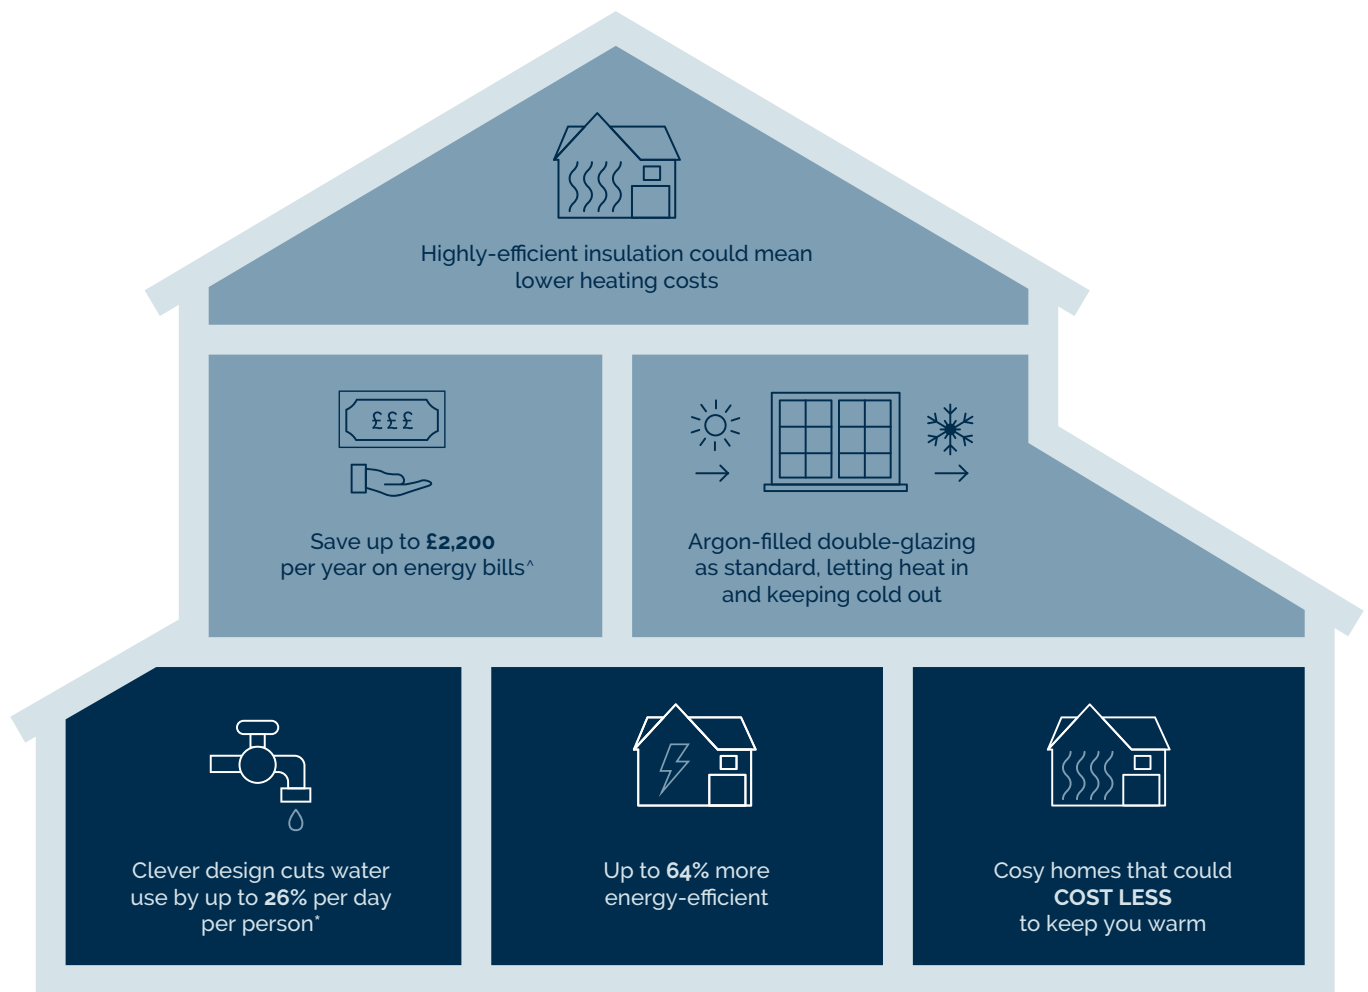 Highly-efficient insulation could mean
lower heating costs
£££
Save up to £2,200
per year on energy bills^
Argon-filled double-glazing
as standard, letting heat in
and keeping cold out
Clever design cuts water
use by up to 26% per day
per person*
Up to 64% more
energy-efficient
Cosy homes that could
COST LESS
to keep you warm